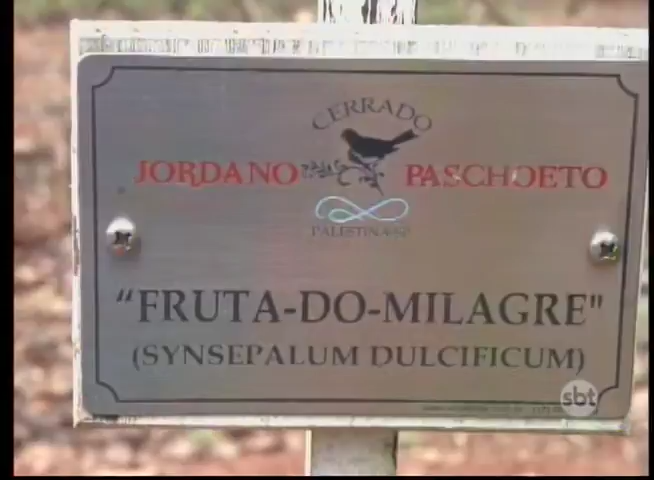 CERRADO
JORDANO PASCHOETO
PALESTINA-SP
"FRUTA-DO-MILAGRE"
(SYNSEPALUM DULCIFICUM)
sbt